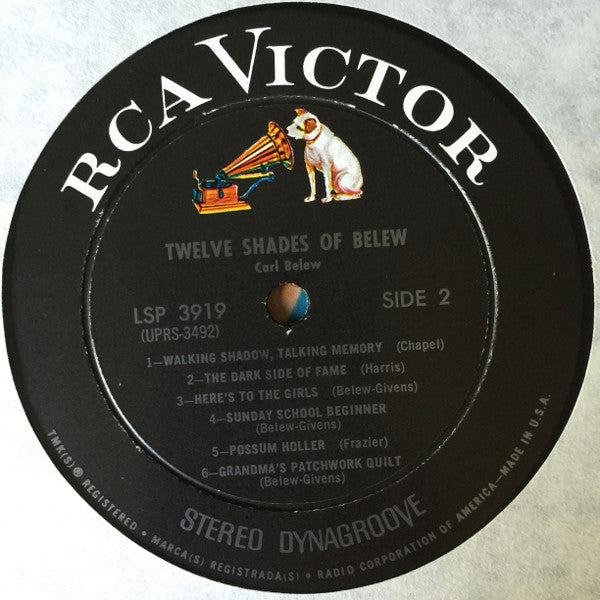 RCA VICTOR
TWELVE SHADES OF BELEW
Carl Belew
LSP 3919
(UPRS-3492)
SIDE 2
1—WALKING SHADOW, TALKING MEMORY (Chapel)
2—THE DARK SIDE OF FAME (Harris)
3—HERE'S TO THE GIRLS (Belew-Givens)
4—SUNDAY SCHOOL BEGINNER
(Belew-Givens)
5—POSSUM HOLLER (Frazier)
6—GRANDMA'S PATCHWORK QUILT
(Belew-Givens)
STEREO DYNAGROOVE
TMK(S) ® REGISTERED • MARCA(S) REGISTRADA(S) • RADIO CORPORATION OF AMERICA—MADE IN U.S.A.